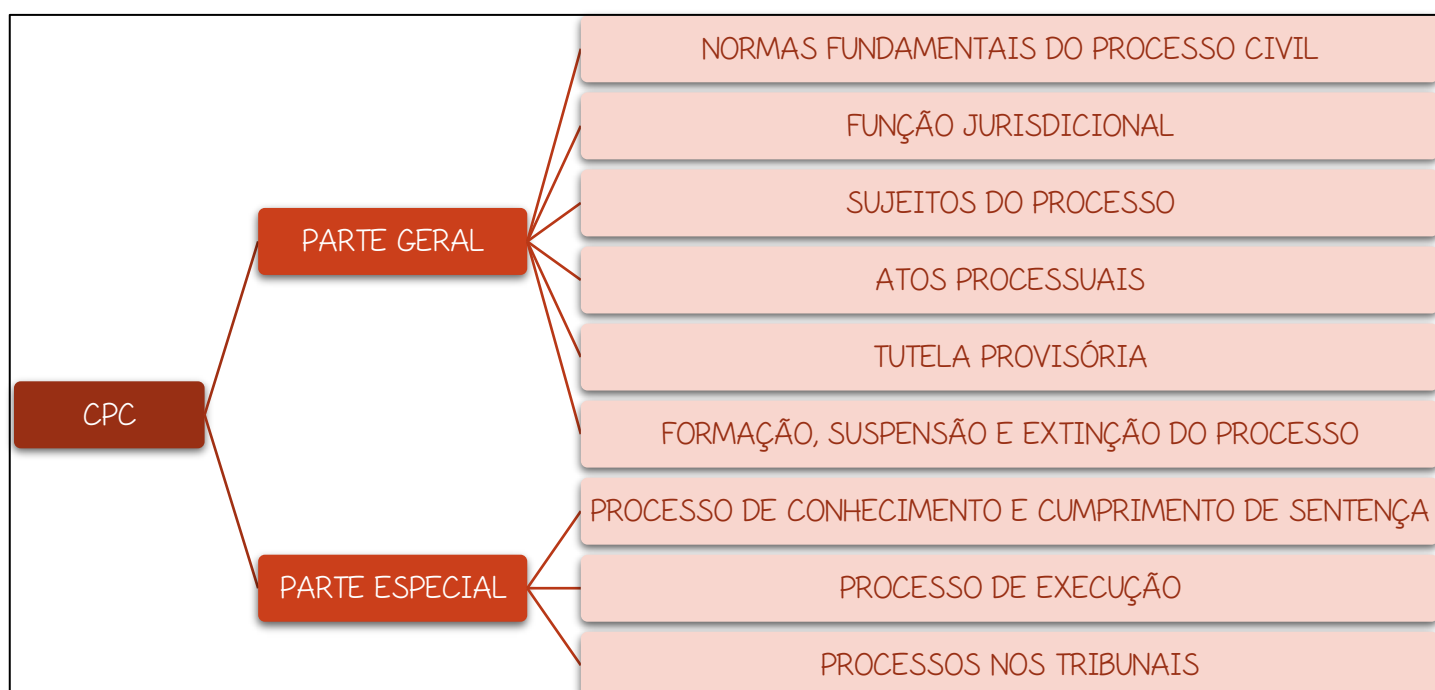 CPC
PARTE GERAL
NORMAS FUNDAMENTAIS DO PROCESSO CIVIL
FUNÇÃO JURISDICIONAL
SUJEITOS DO PROCESSO
ATOS PROCESSUAIS
TUTELA PROVISÓRIA
FORMAÇÃO, SUSPENSÃO E EXTINÇÃO DO PROCESSO
PARTE ESPECIAL
PROCESSO DE CONHECIMENTO E CUMPRIMENTO DE SENTENÇA
PROCESSO DE EXECUÇÃO
PROCESSOS NOS TRIBUNAIS